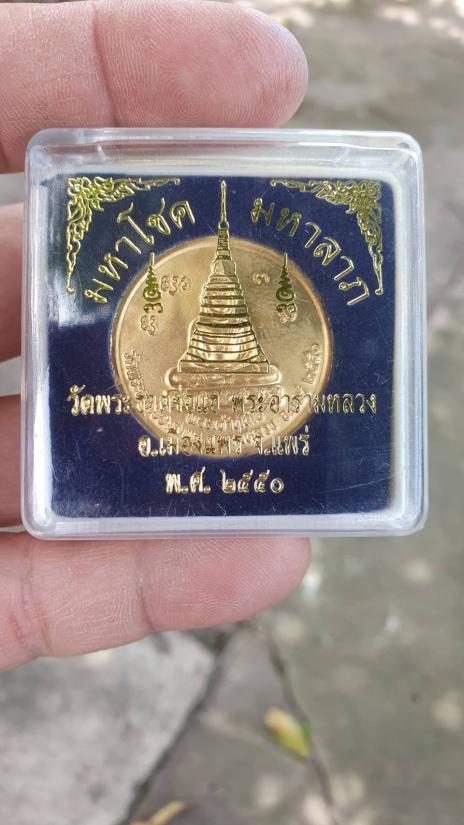 มหาโชค มหาลาภ
วัดพระธาตุช่อแฮ พระอารามหลวง
อ.เมืองแพร่ จ.แพร่
พ.ศ. ๒๕๕๐